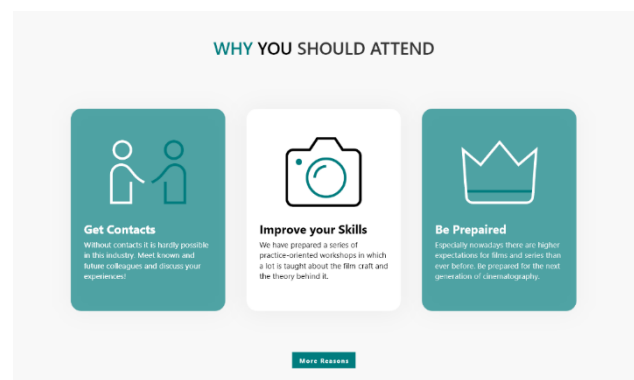 WHY YOU SHOULD ATTEND
Get Contacts
Without contacts it is hardly possible
in this industry. Meet known and
future colleagues and discuss your
experiences!
Improve your Skills
We have prepared a series of
practice-oriented workshops in which
a lot is taught about the film craft and
the theory behind it.
Be Prepaired
Especially nowadays there are higher
expectations for films and series than
ever before. Be prepared for the next
generation of cinematography.
More Reasons